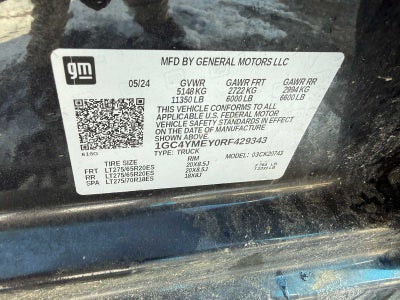 gm
MFD BY GENERAL MOTORS LLC
05/24 GVWR GAWR FRT GAWR RR
5148 KG 2722 KG 2994 KG
11350 LB 6000 LB 6600 LB
THIS VEHICLE CONFORMS TO ALL
APPLICABLE U.S. FEDERAL MOTOR
VEHICLE SAFETY STANDARDS IN EFFECT ON THE
DATE OF MANUFACTURE SHOWN ABOVE.
1GC4YMEY0RF429343
TYPE: TRUCK 03CK20743
TIRE SIZE RIM
FRT LT275/65R20ES 20X8.5J
RR LT275/65R20ES 20X8.5J
SPA LT275/70R18ES 18X8J